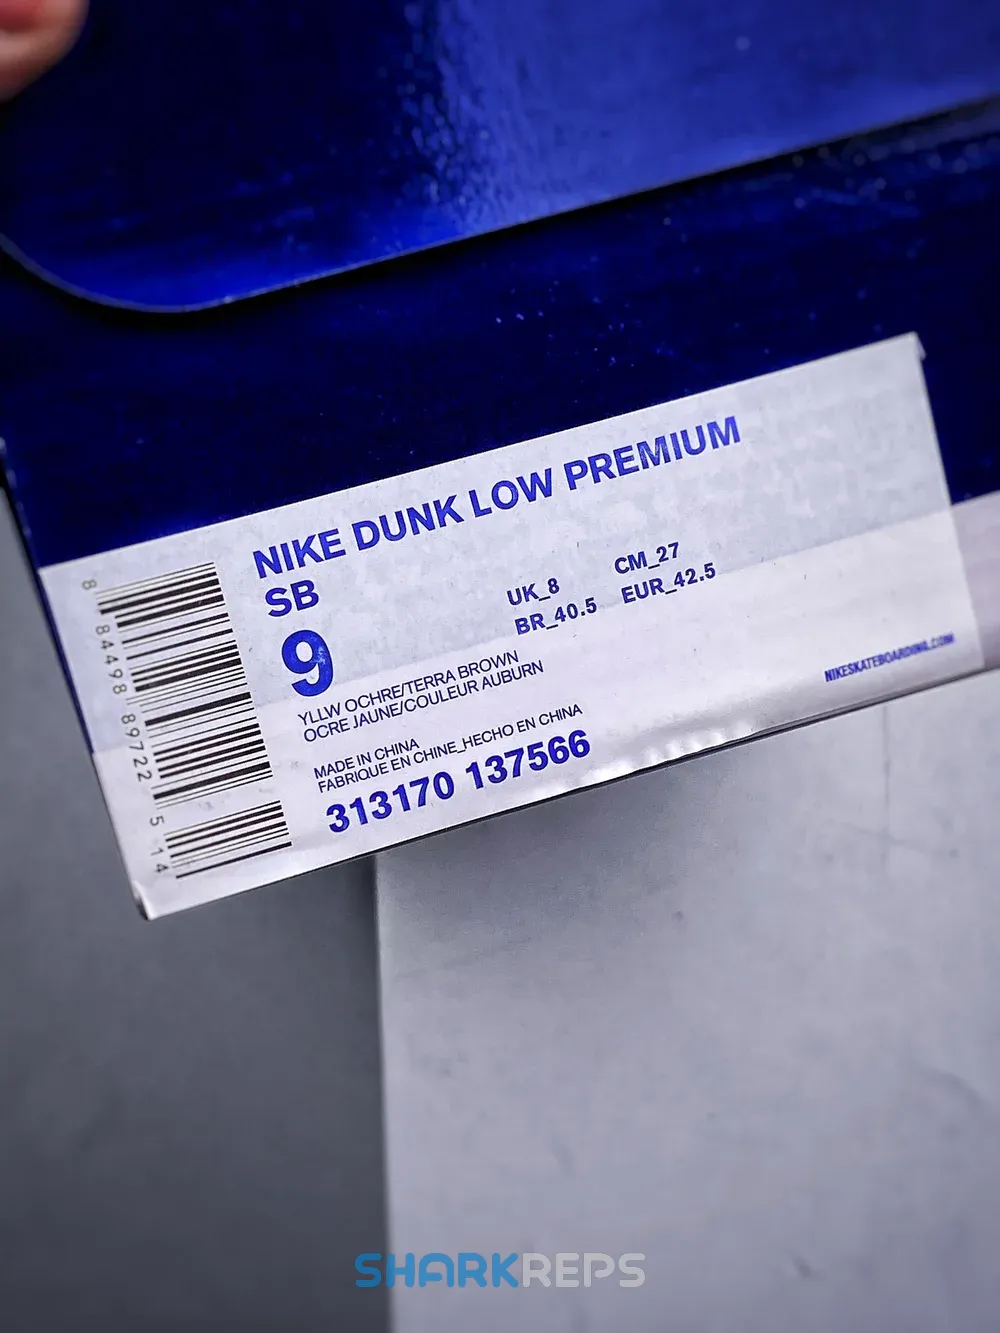 NIKE DUNK LOW PREMIUM
SB
9
UK_8
CM_27
BR_40.5
EUR_42.5
YLLW OCHRE/TERRA BROWN
OCRE JAUNE/COULEUR AUBURN
NIKESKATEBOARDING.COM
MADE IN CHINA
FABRIQUE EN CHINE_HECHO EN CHINA
313170 137566
8 84498 89722 5 14
SHARKREPS